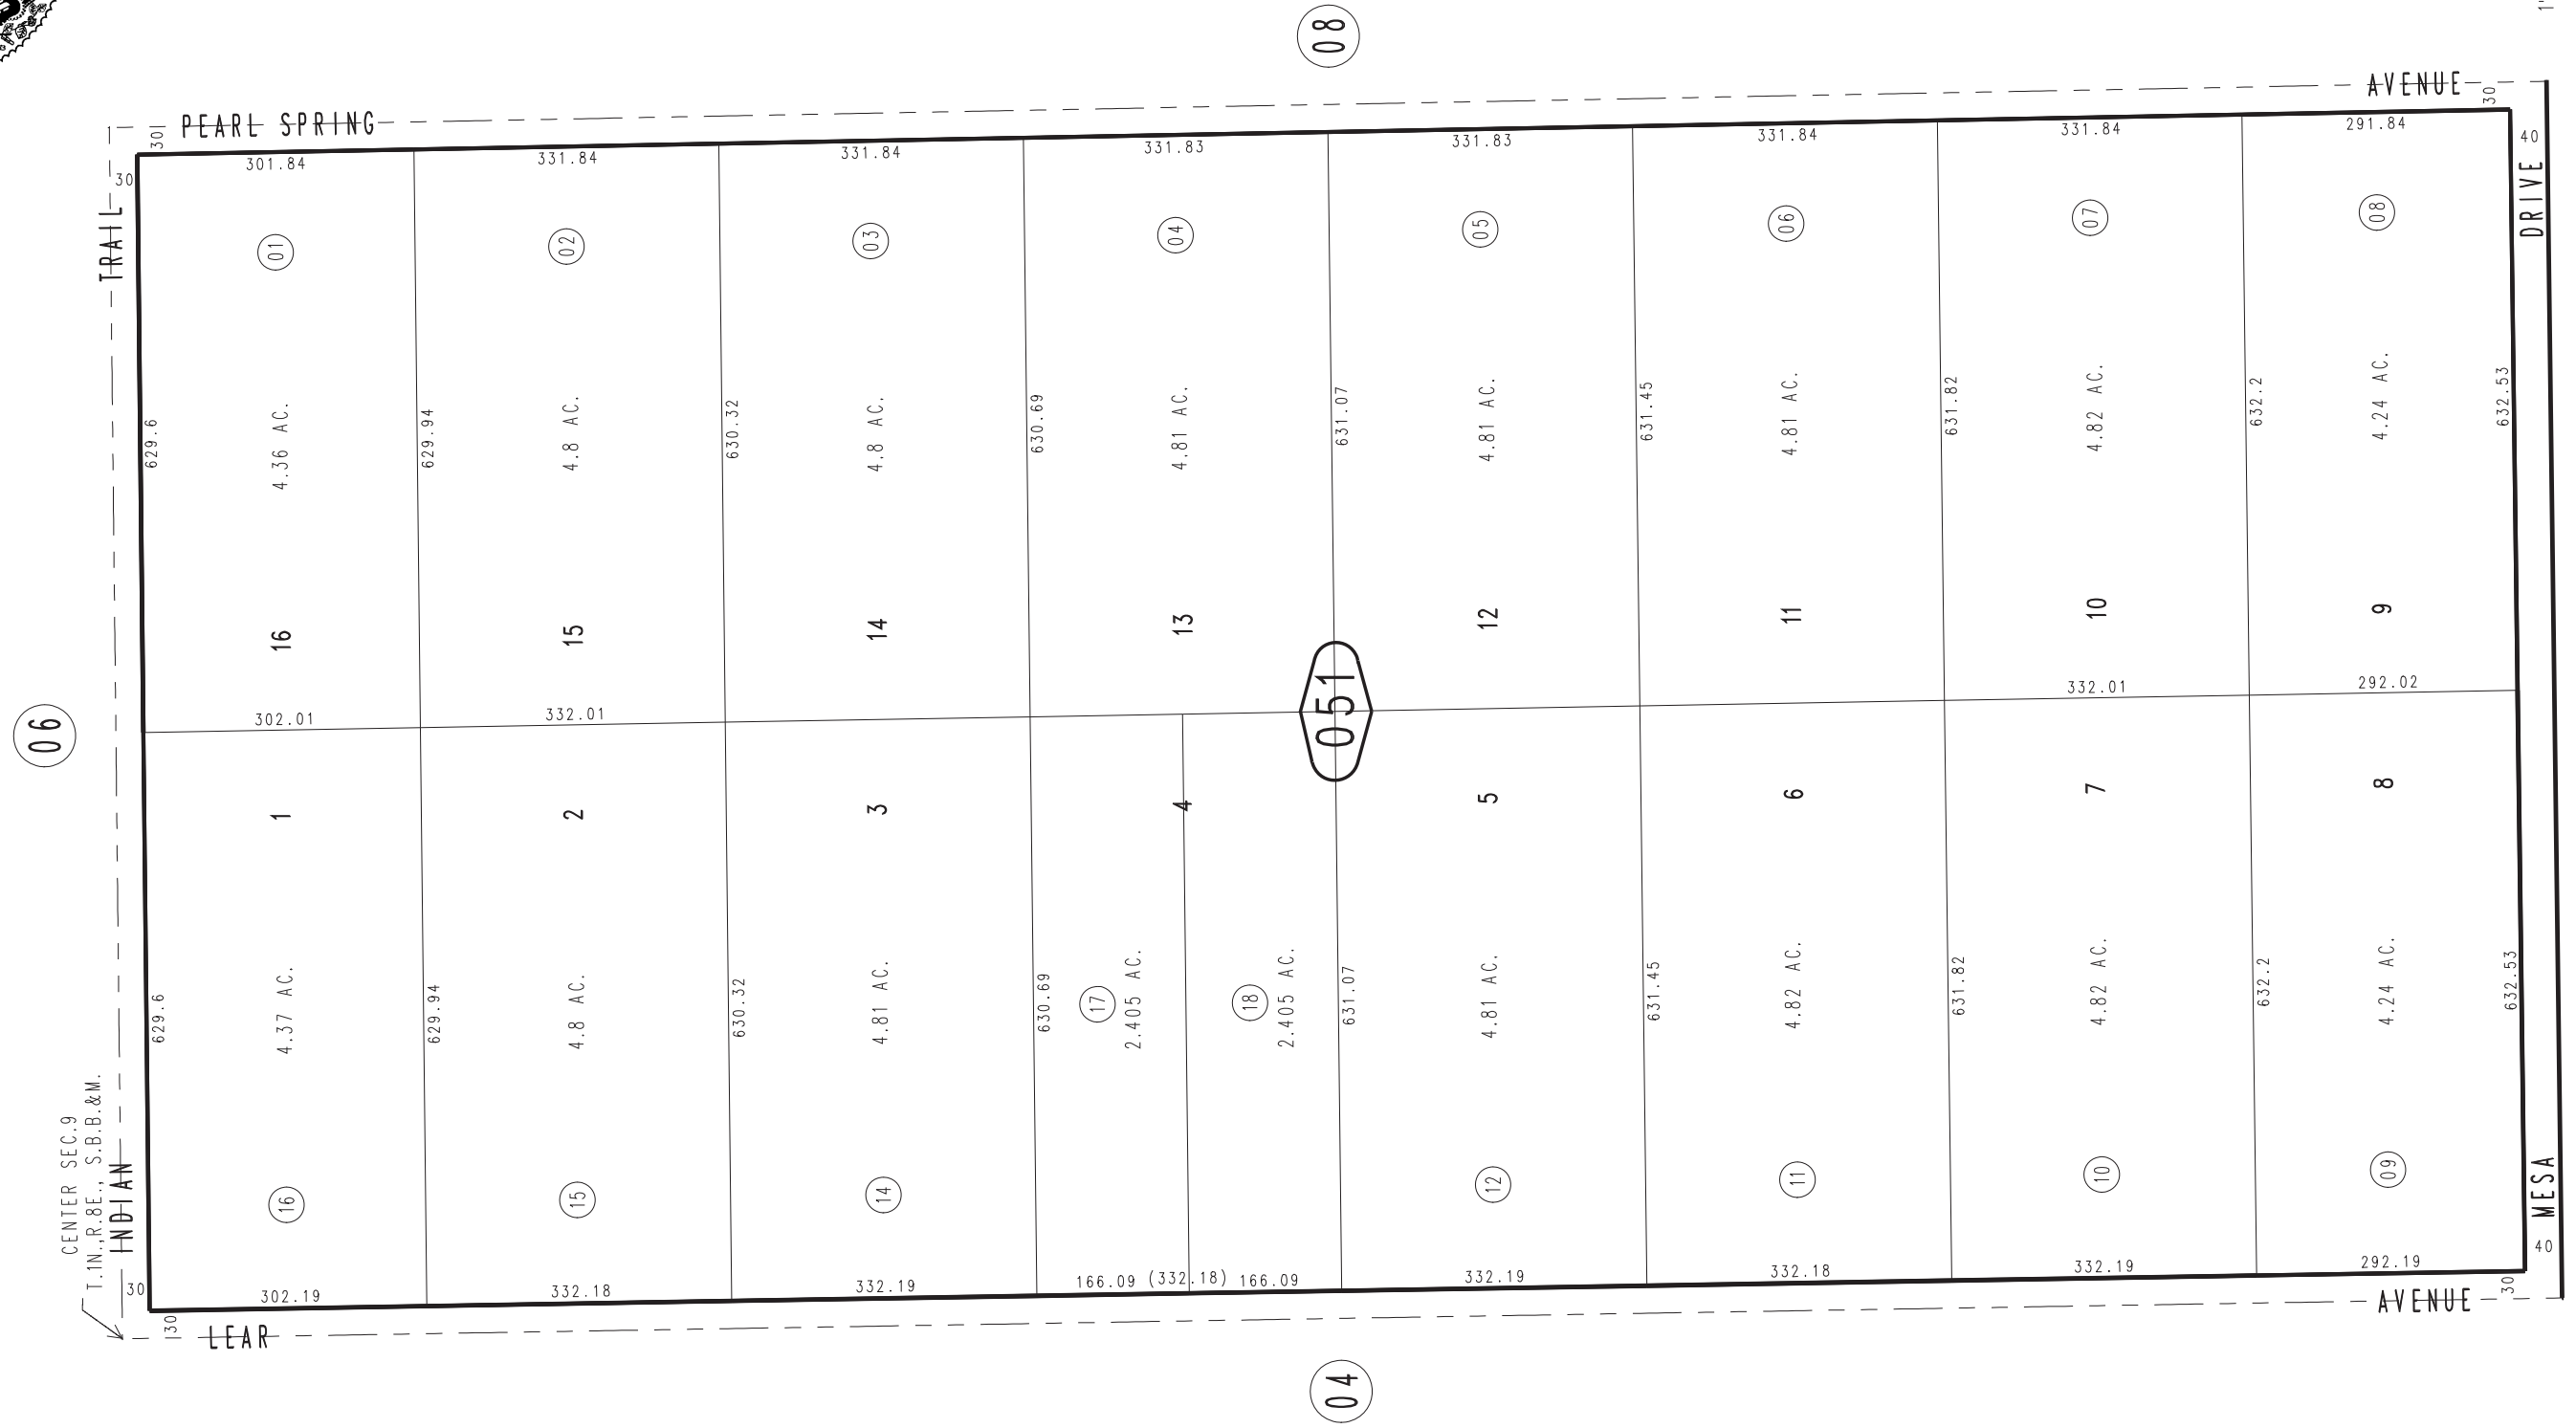 08
PEARL SPRING AVENUE
30 30
301.84 331.84 331.84 331.83 331.83 331.84 331.84 291.84
30 40
TRAIL DRIVE
01 02 03 04 05 06 07 08
629.6 629.94 630.32 630.69 631.07 631.45 631.82 632.2 632.53
4.36 AC. 4.8 AC. 4.8 AC. 4.81 AC. 4.81 AC. 4.81 AC. 4.82 AC. 4.24 AC.
16 15 14 13 12 11 10 9
302.01 332.01 332.01 292.02
06
051
1 2 3 4 5 6 7 8
629.6 629.94 630.32 630.69 631.07 631.45 631.82 632.2 632.53
4.37 AC. 4.8 AC. 4.81 AC. 2.405 AC. 2.405 AC. 4.81 AC. 4.82 AC. 4.82 AC. 4.24 AC.
17 18
16 15 14 12 11 10 09
CENTER SEC.9
T.1N.,R.8E., S.B.B.&M.
INDIAN MESA
30 40
302.19 332.18 332.19 166.09 (332.18) 166.09 332.19 332.18 332.19 292.19
30 30
LEAR AVENUE
04